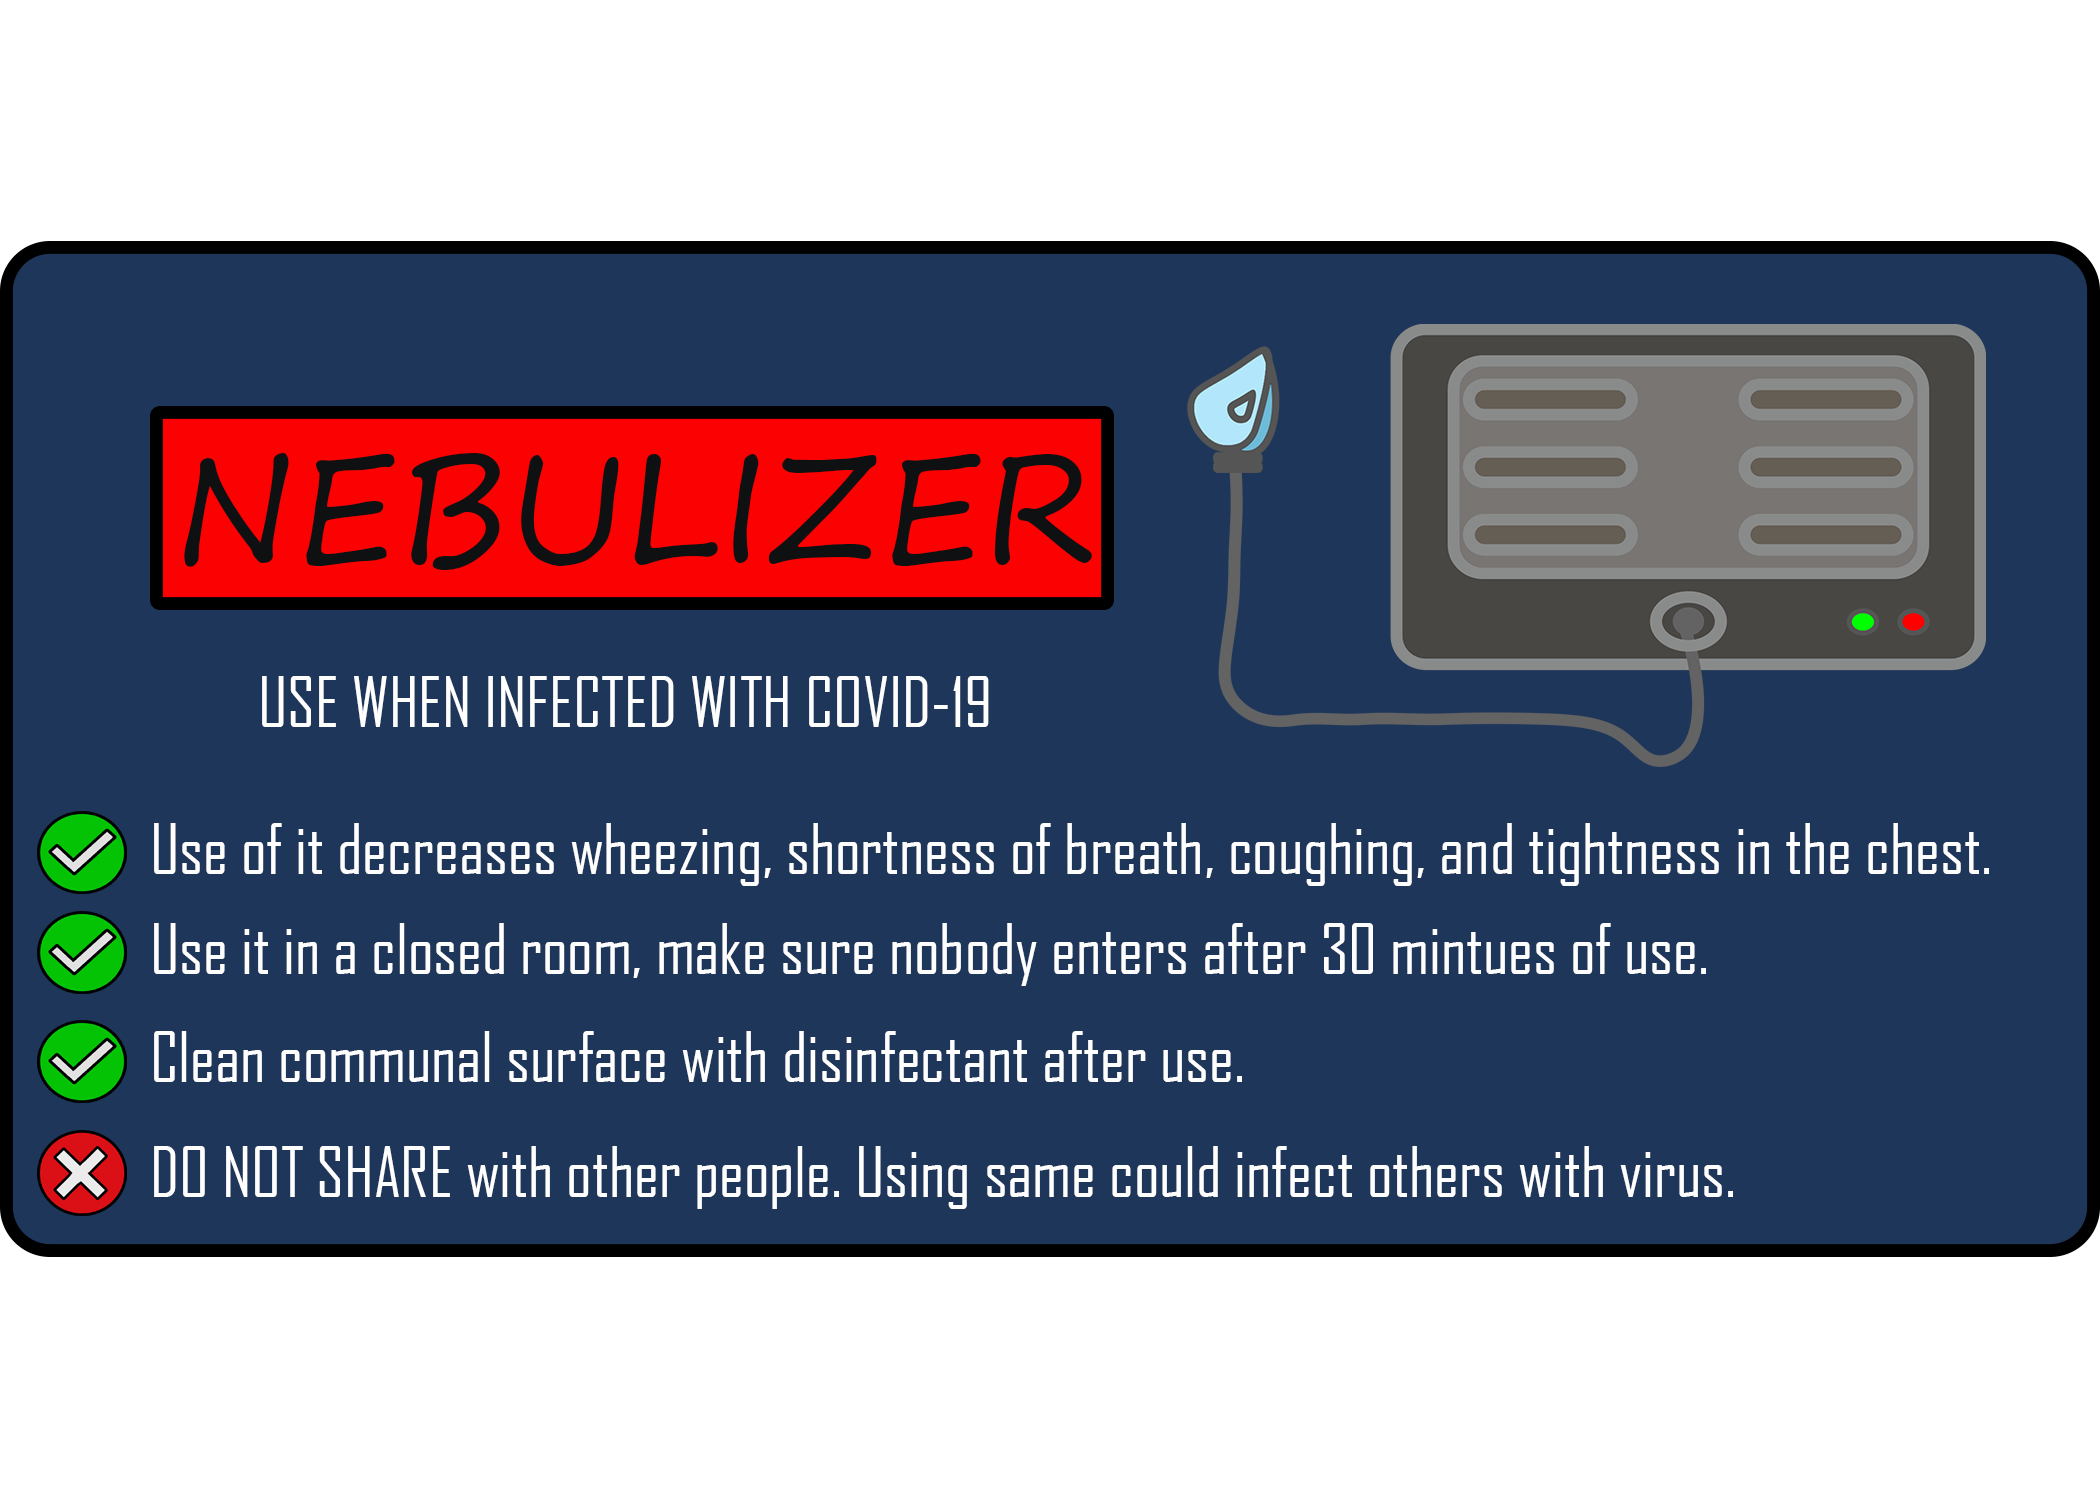 NEBULIZER
USE WHEN INFECTED WITH COVID-19
Use of it decreases wheezing, shortness of breath, coughing, and tightness in the chest.
Use it in a closed room, make sure nobody enters after 30 mintues of use.
Clean communal surface with disinfectant after use.
DO NOT SHARE with other people. Using same could infect others with virus.